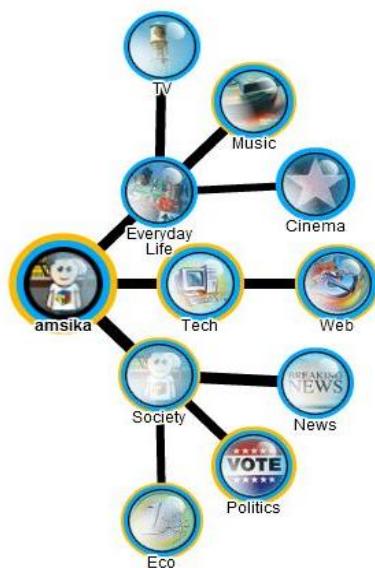 TV
Music
Everyday
Life
Cinema
amsika
Tech
Web
Society
BREAKING
NEWS
News
VOTE
Politics
Eco